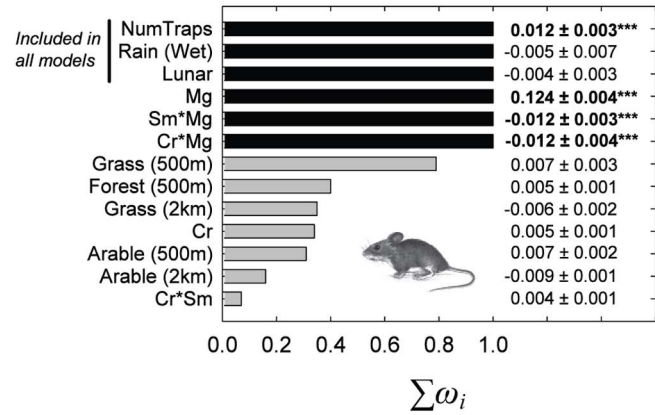 Included in
all models
NumTraps 0.012 ± 0.003***
Rain (Wet) -0.005 ± 0.007
Lunar -0.004 ± 0.003
Mg 0.124 ± 0.004***
Sm*Mg -0.012 ± 0.003***
Cr*Mg -0.012 ± 0.004***
Grass (500m) 0.007 ± 0.003
Forest (500m) 0.005 ± 0.001
Grass (2km) -0.006 ± 0.002
Cr 0.005 ± 0.001
Arable (500m) 0.007 ± 0.002
Arable (2km) -0.009 ± 0.001
Cr*Sm 0.004 ± 0.001
0.0 0.2 0.4 0.6 0.8 1.0
∑ωi